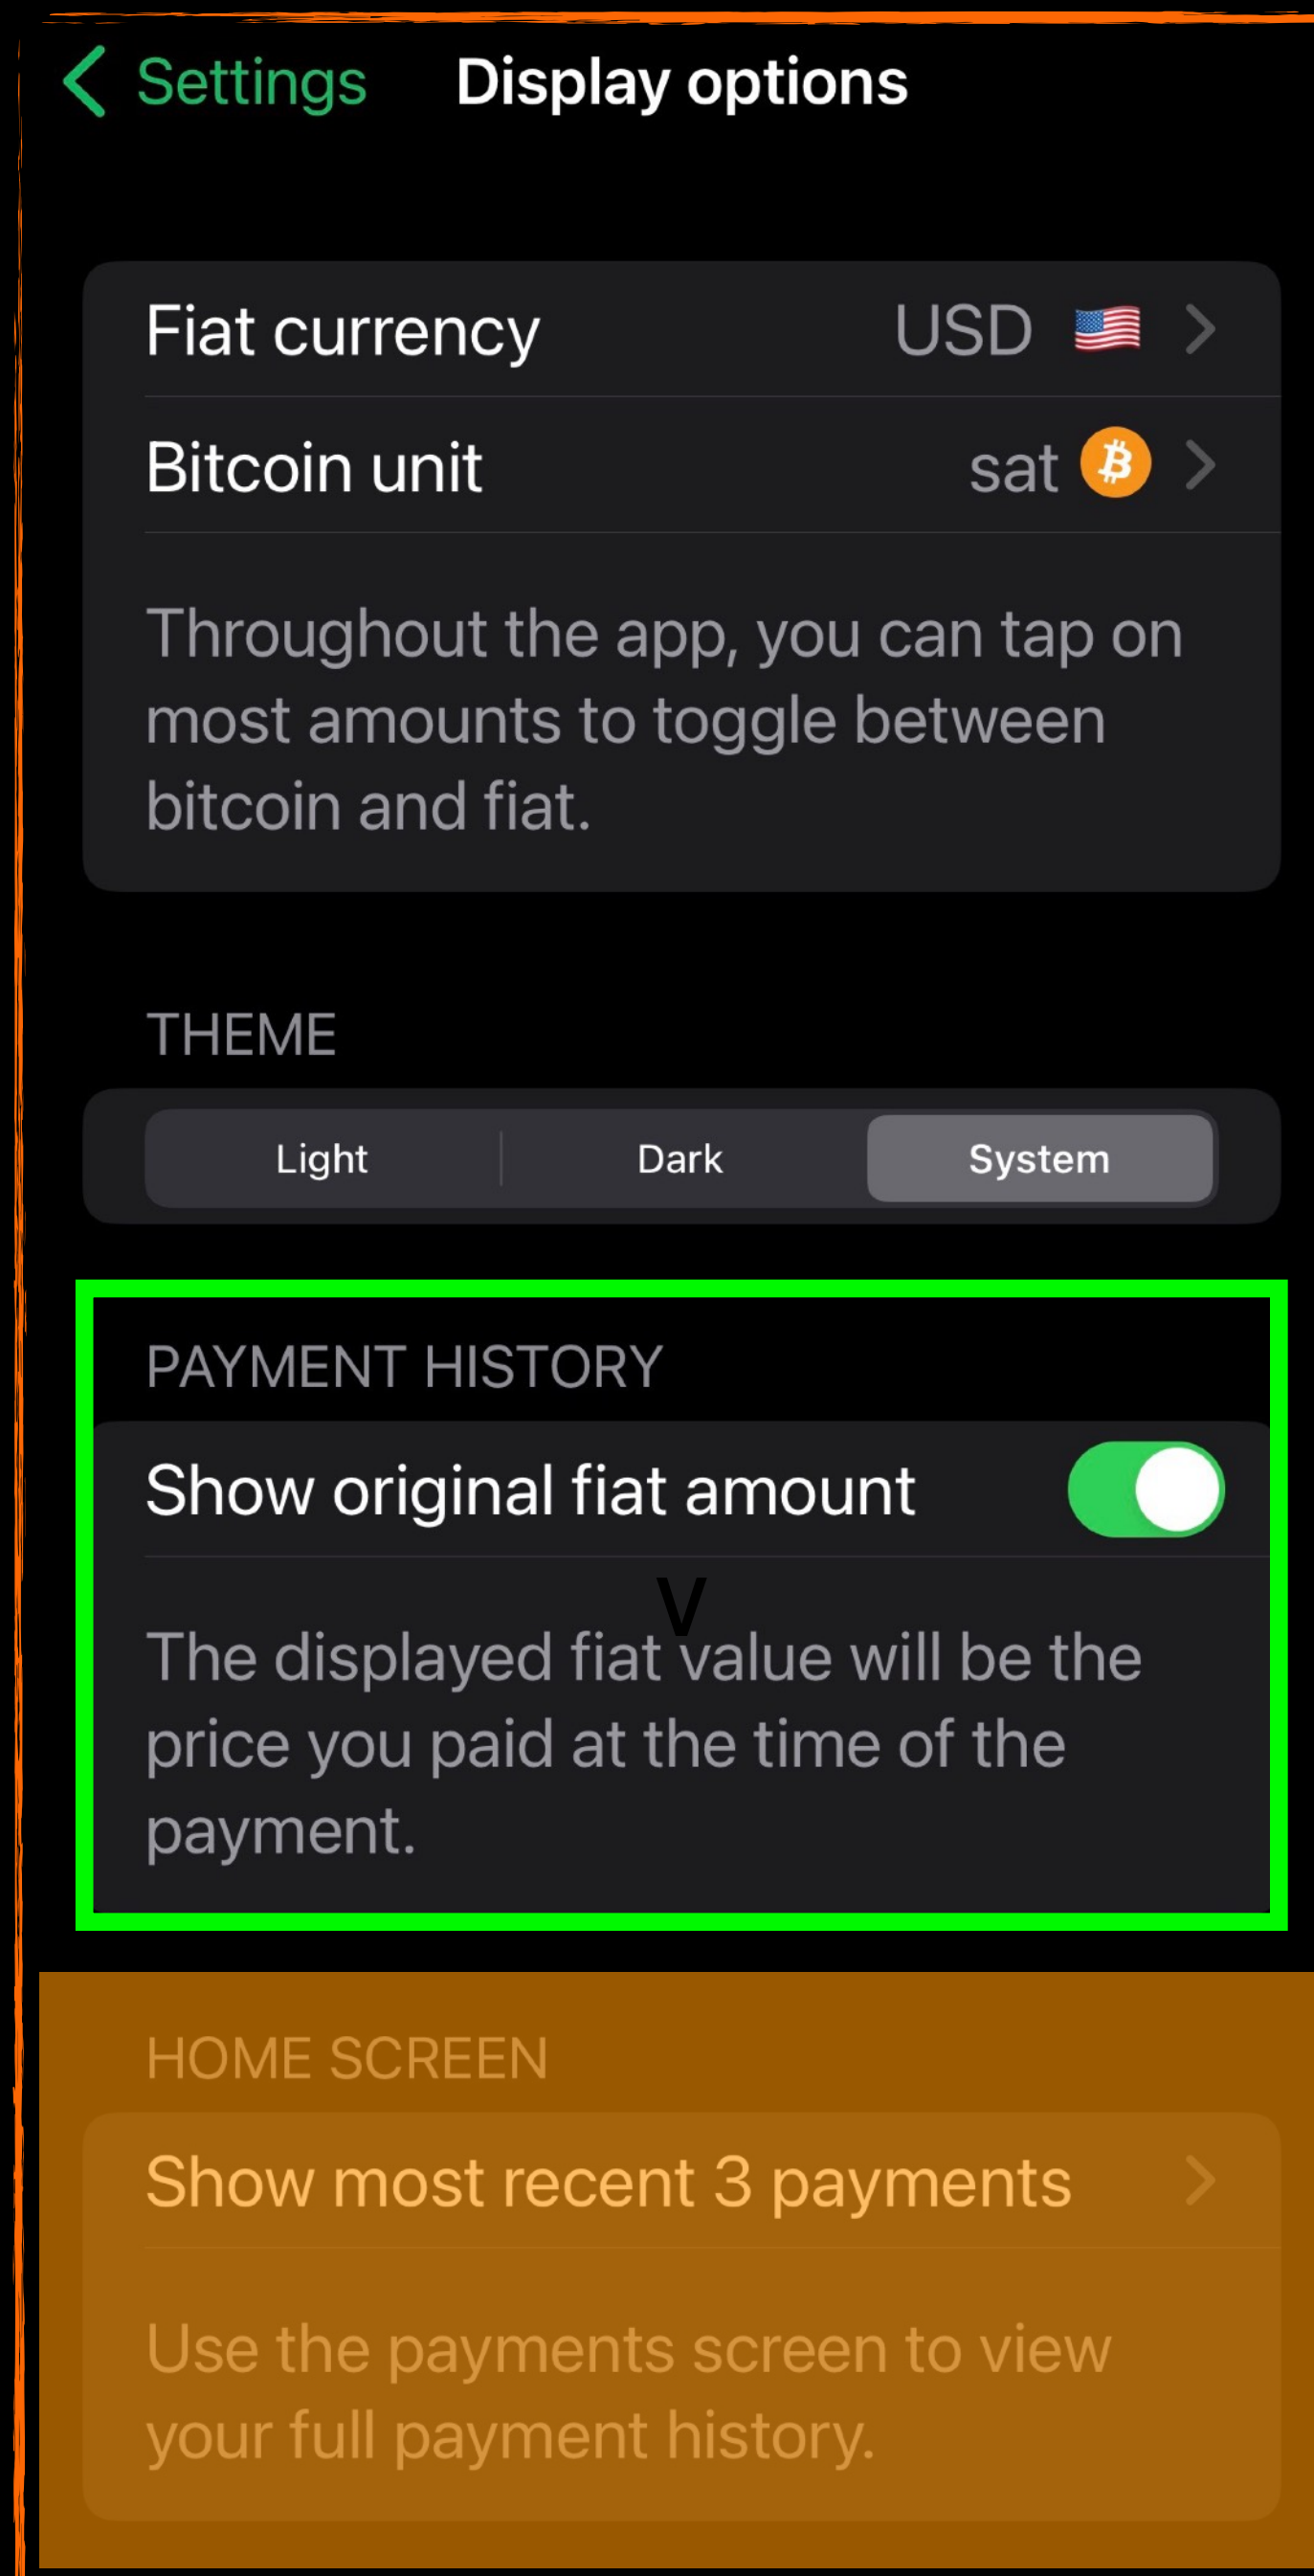 Settings Display options
Fiat currency USD
Bitcoin unit sat
Throughout the app, you can tap on
most amounts to toggle between
bitcoin and fiat.
THEME
Light Dark System
PAYMENT HISTORY
Show original fiat amount
V
The displayed fiat value will be the
price you paid at the time of the
payment.
HOME SCREEN
Show most recent 3 payments
Use the payments screen to view
your full payment history.